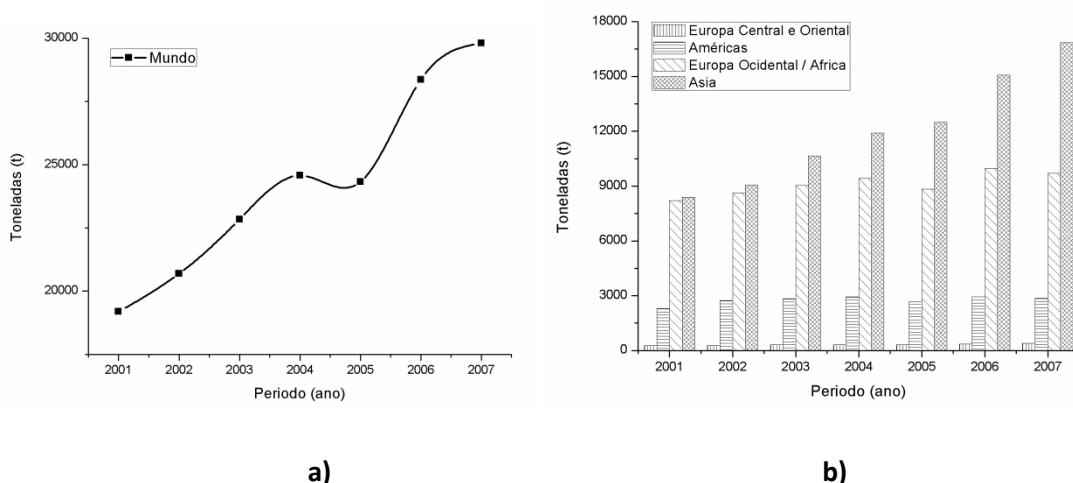 30000
25000
20000
Toneladas (t)
Mundo
2001
2002
2003
2004
2005
2006
2007
Periodo (ano)
a)
18000
15000
12000
9000
6000
3000
0
Toneladas (t)
Europa Central e Oriental
Américas
Europa Ocidental / Africa
Asia
2001
2002
2003
2004
2005
2006
2007
Periodo (ano)
b)